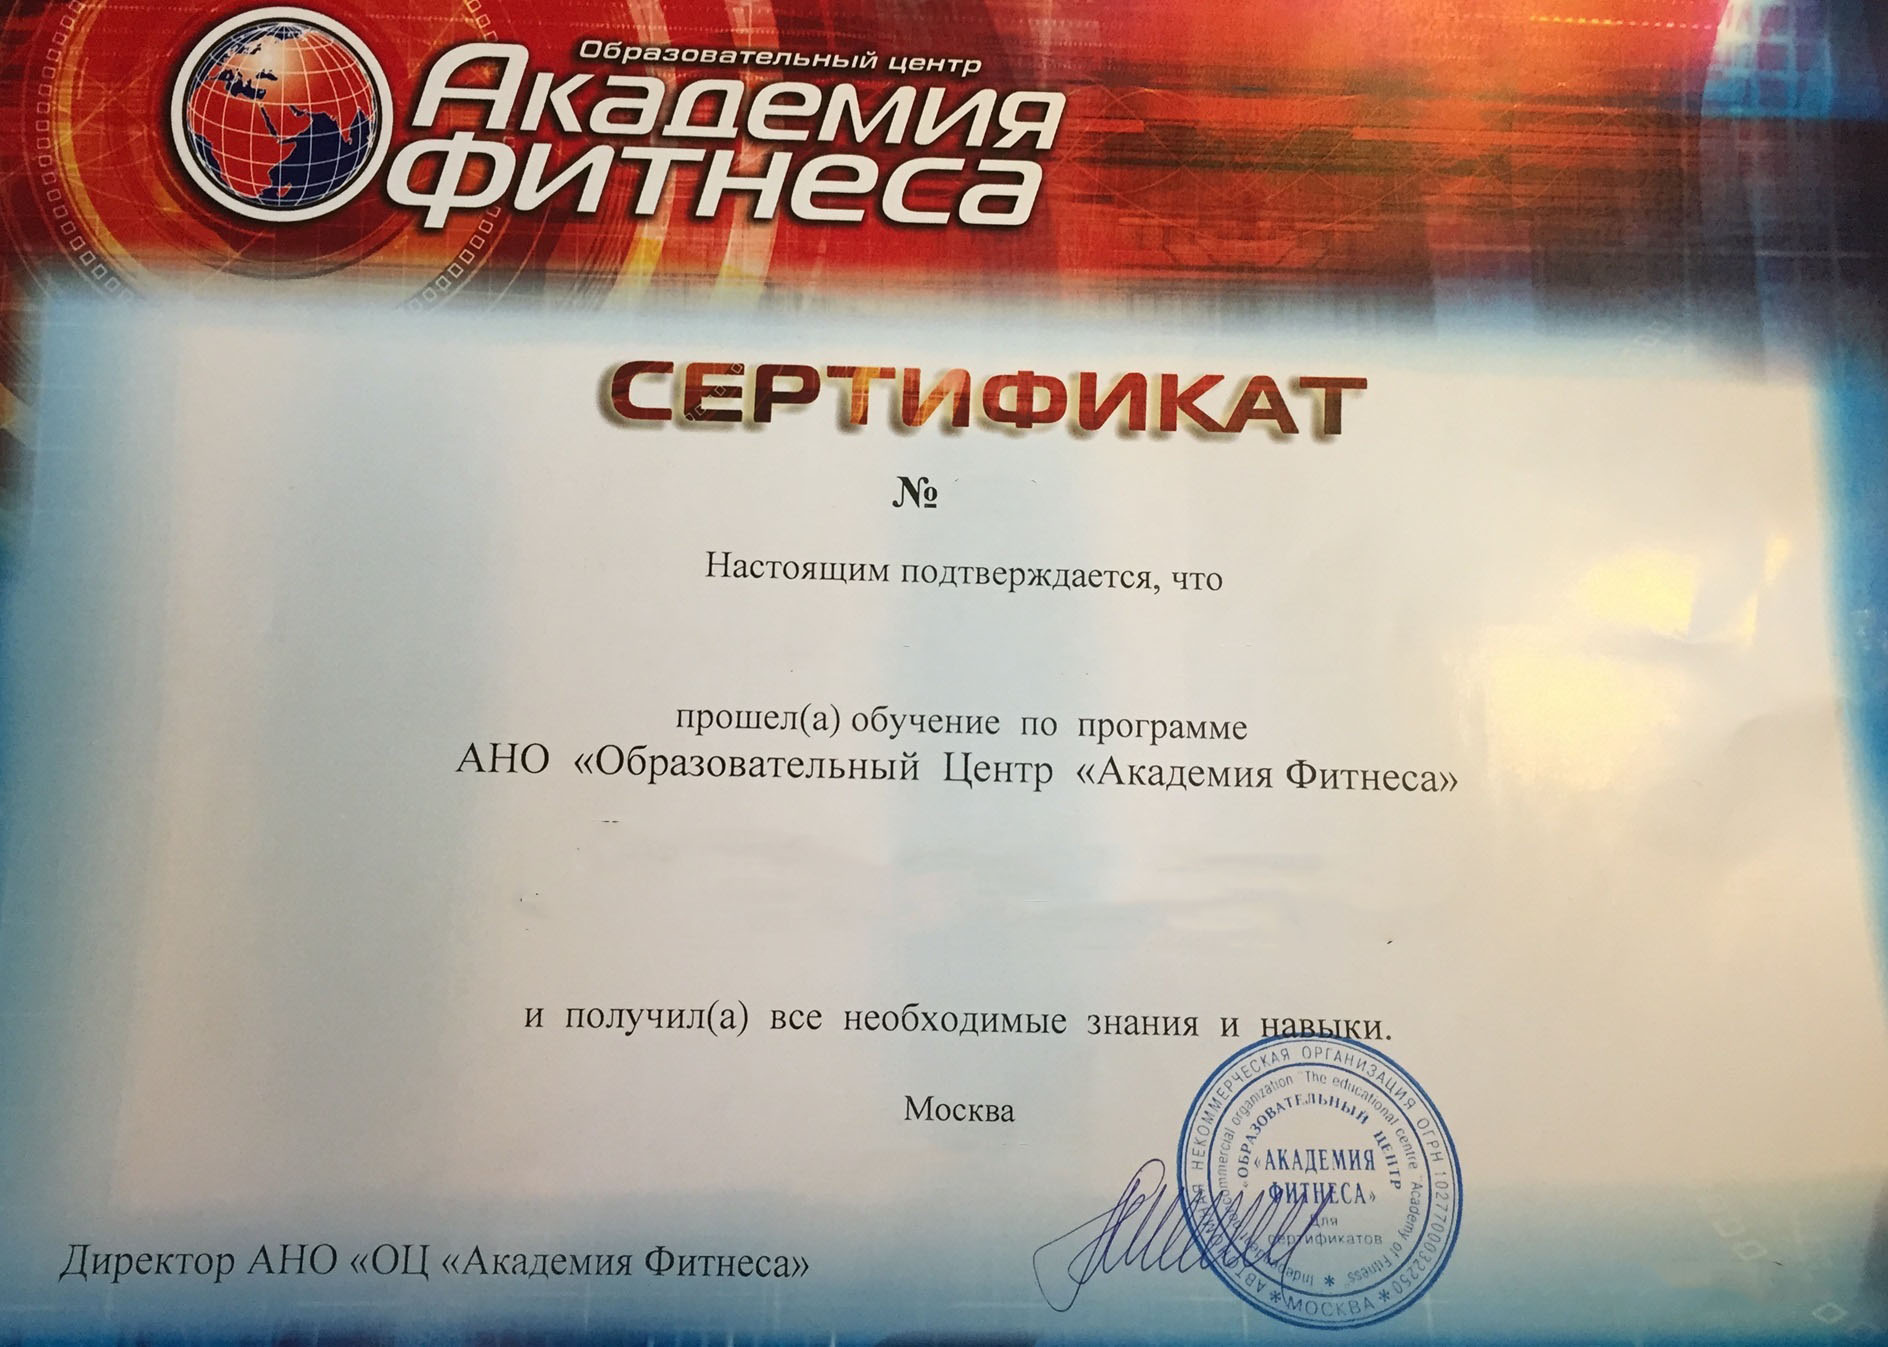 Образовательный центр
Академия
Фитнеса
СЕРТИФИКАТ
№
Настоящим подтверждается, что
прошел(а) обучение по программе
АНО «Образовательный Центр «Академия Фитнеса»
и получил(а) все необходимые знания и навыки.
Москва
Директор АНО «ОЦ «Академия Фитнеса»
АВТОНОМНАЯ НЕКОММЕРЧЕСКАЯ ОРГАНИЗАЦИЯ ОГРН 1027700032250
* МОСКВА *
Independent noncommercial organization "The educational centre "Academy of Fitness" *
«ОБРАЗОВАТЕЛЬНЫЙ ЦЕНТР
«АКАДЕМИЯ
ФИТНЕСА»
Для
сертификатов